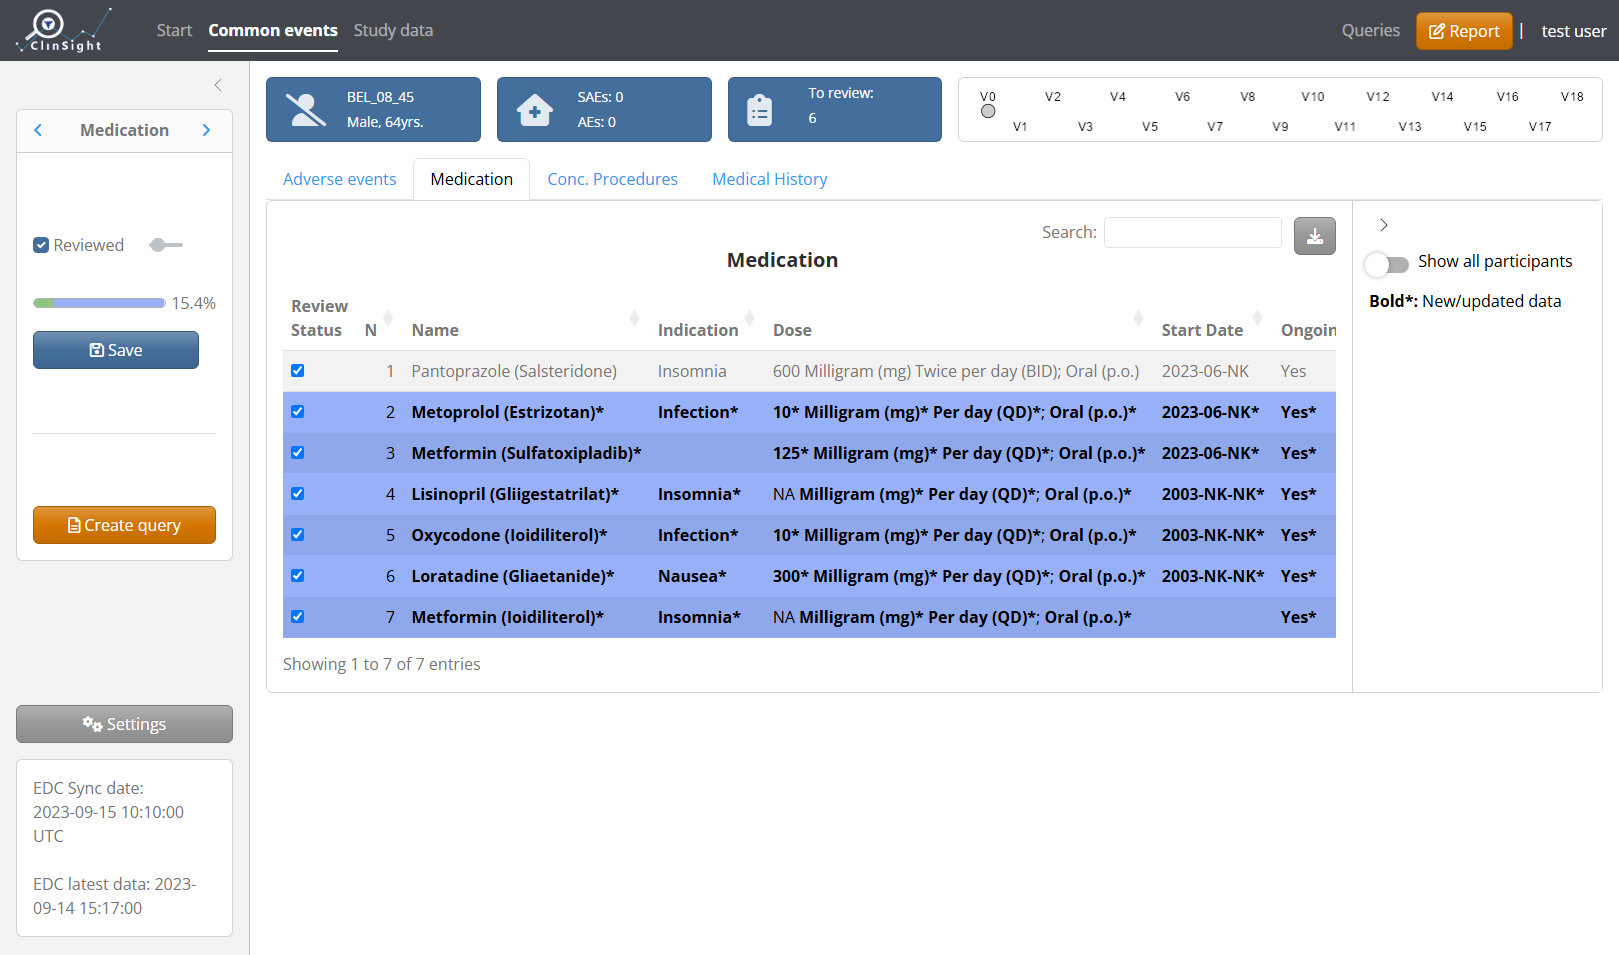 ClinSight
Start Common events Study data Queries Report | test user
Medication
Reviewed
15.4%
Save
Create query
Settings
EDC Sync date:
2023-09-15 10:10:00
UTC
EDC latest data: 2023-
09-14 15:17:00
BEL_08_45
Male, 64yrs.
SAEs: 0
AEs: 0
To review:
6
V0 V2 V4 V6 V8 V10 V12 V14 V16 V18
V1 V3 V5 V7 V9 V11 V13 V15 V17
Adverse events Medication Conc. Procedures Medical History
Search:
Medication
Review
Status N Name Indication Dose Start Date Ongoin
1 Pantoprazole (Salsteridone) Insomnia 600 Milligram (mg) Twice per day (BID); Oral (p.o.) 2023-06-NK Yes
2 Metoprolol (Estrizotan)* Infection* 10* Milligram (mg)* Per day (QD)*; Oral (p.o.)* 2023-06-NK* Yes*
3 Metformin (Sulfatoxipladib)* 125* Milligram (mg)* Per day (QD)*; Oral (p.o.)* 2023-06-NK* Yes*
4 Lisinopril (Gliigestatrilat)* Insomnia* NA Milligram (mg)* Per day (QD)*; Oral (p.o.)* 2003-NK-NK* Yes*
5 Oxycodone (Ioidiliterol)* Infection* 10* Milligram (mg)* Per day (QD)*; Oral (p.o.)* 2003-NK-NK* Yes*
6 Loratadine (Gliaetanide)* Nausea* 300* Milligram (mg)* Per day (QD)*; Oral (p.o.)* 2003-NK-NK* Yes*
7 Metformin (Ioidiliterol)* Insomnia* NA Milligram (mg)* Per day (QD)*; Oral (p.o.)* Yes*
Showing 1 to 7 of 7 entries
Show all participants
Bold*: New/updated data